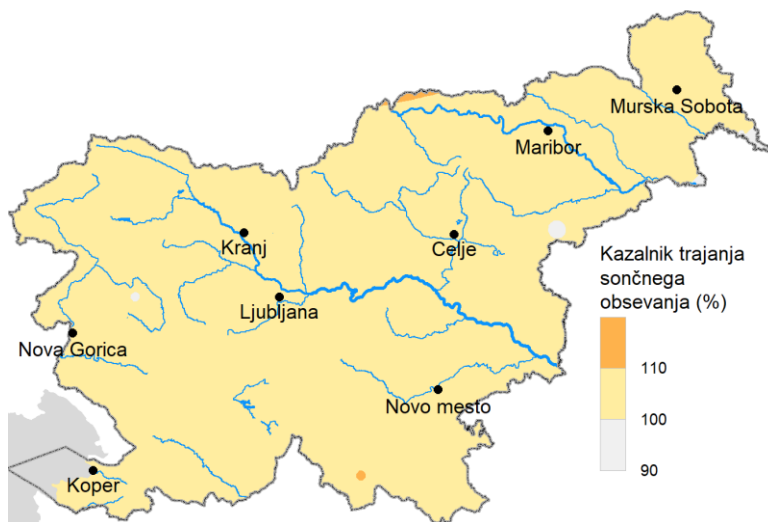 Murska Sobota
Maribor
Kranj
Celje
Ljubljana
Nova Gorica
Novo mesto
Koper
Kazalnik trajanja
sončnega
obsevanja (%)
110
100
90